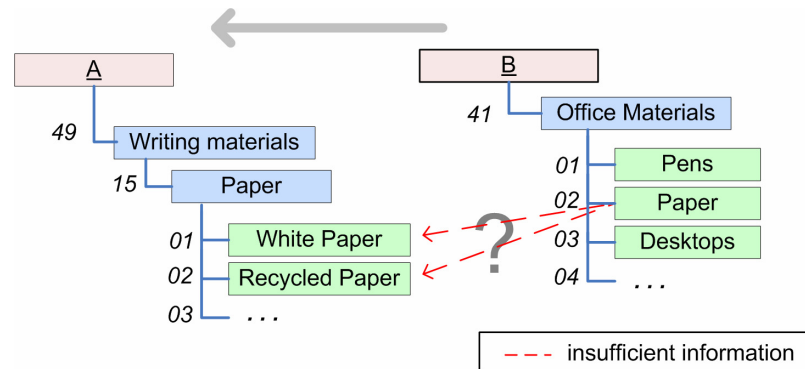 A
B
49
Writing materials
41
Office Materials
15
Paper
01
Pens
02
Paper
01
White Paper
?
03
Desktops
02
Recycled Paper
04
...
03
...
insufficient information